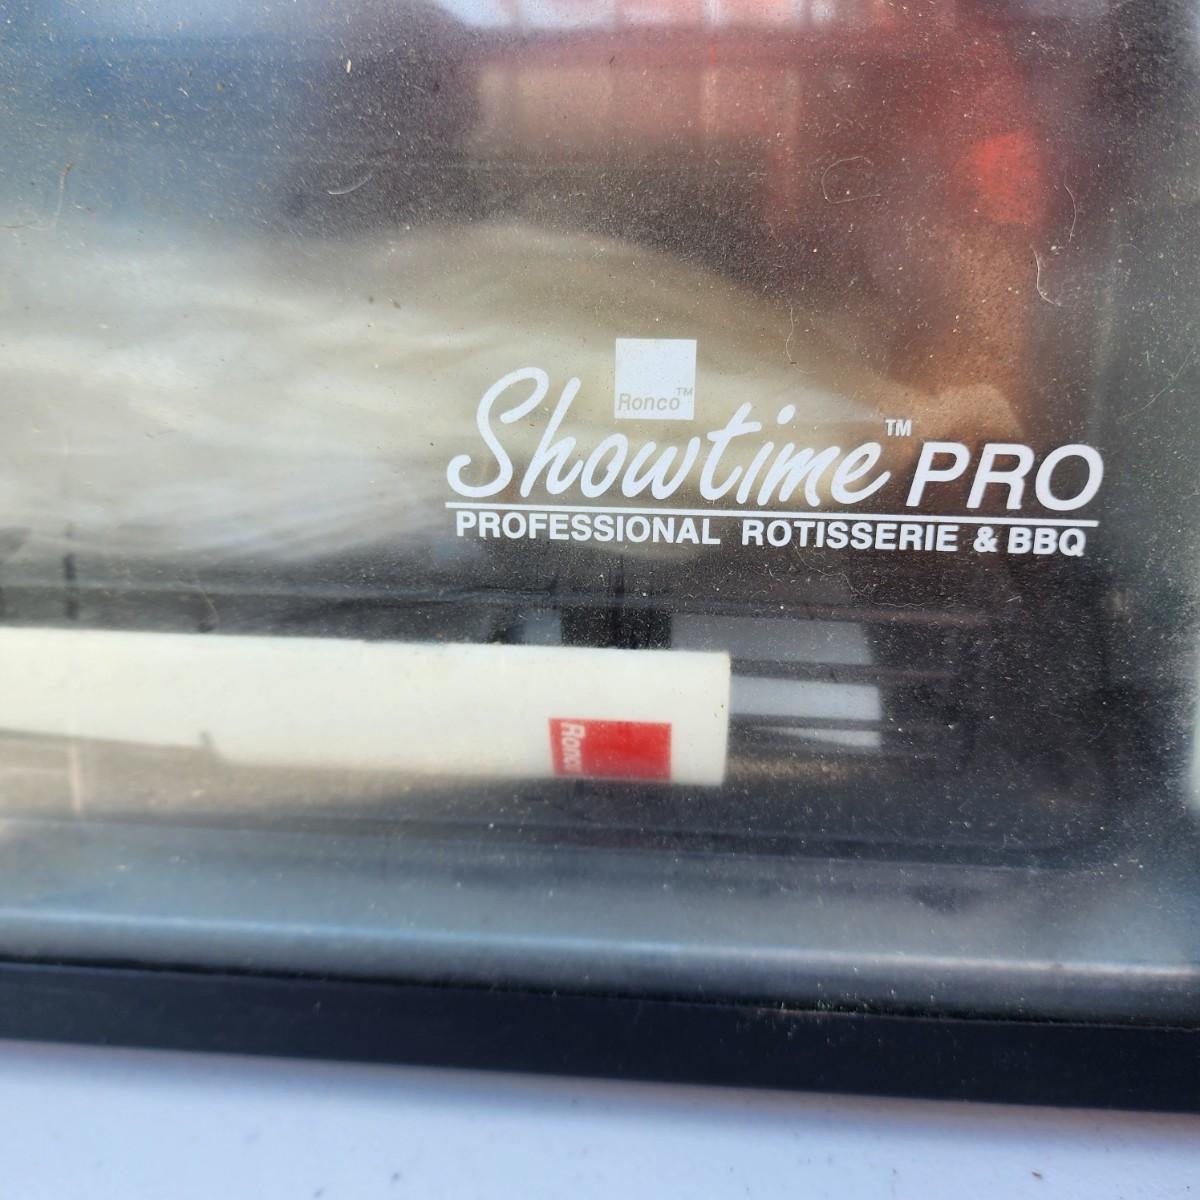 Ronco™
Showtime™ PRO
PROFESSIONAL ROTISSERIE & BBQ
Ronco